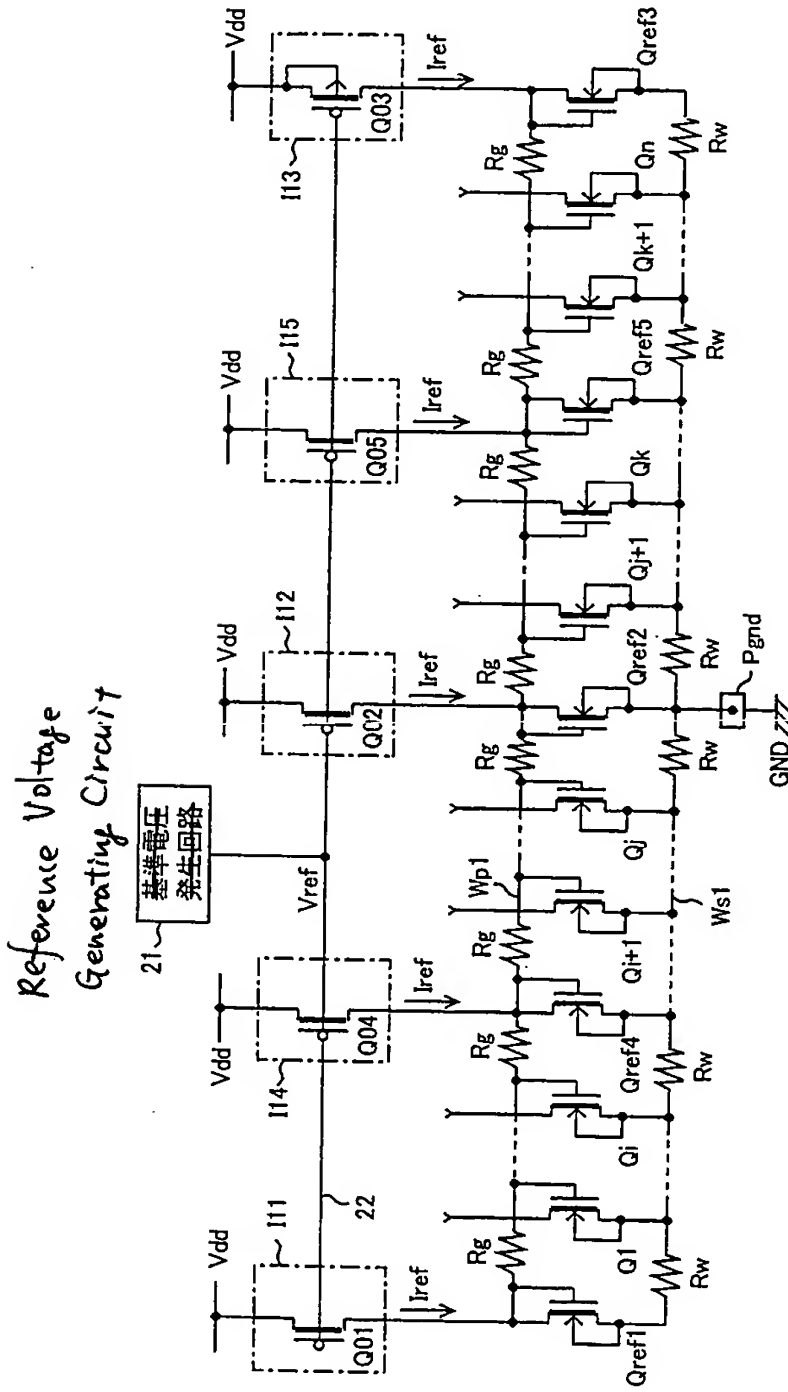 Reference Voltage
Generating Circuit
21
基準電圧
発生回路
Vref
Vdd
Vdd
Vdd
Vdd
Vdd
I11
I14
I12
I15
I13
Q01
Q04
Q02
Q05
Q03
22
Iref
Iref
Iref
Iref
Iref
Rg
Rg
Rg
Wp1
Rg
Rg
Rg
Rg
Rg
Qref1
Q1
Qi
Qref4
Qi+1
Qj
Qref2
Qj+1
Qk
Qref5
Qk+1
Qn
Qref3
Rw
Rw
Ws1
Rw
Rw
Rw
Rw
Pgnd
GND